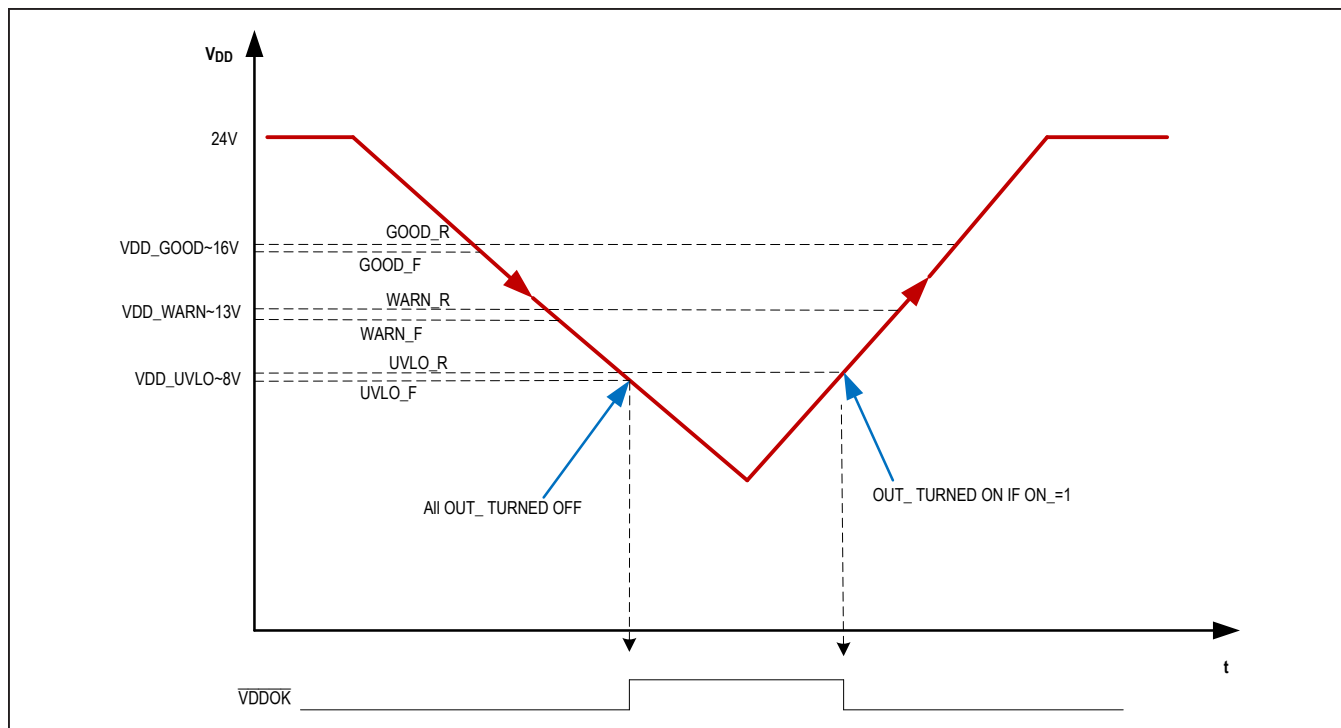 VDD
24V
GOOD_R
VDD_GOOD~16V
GOOD_F
WARN_R
VDD_WARN~13V
WARN_F
UVLO_R
VDD_UVLO~8V
UVLO_F
All OUT_ TURNED OFF
OUT_ TURNED ON IF ON_=1
t
VDDOK